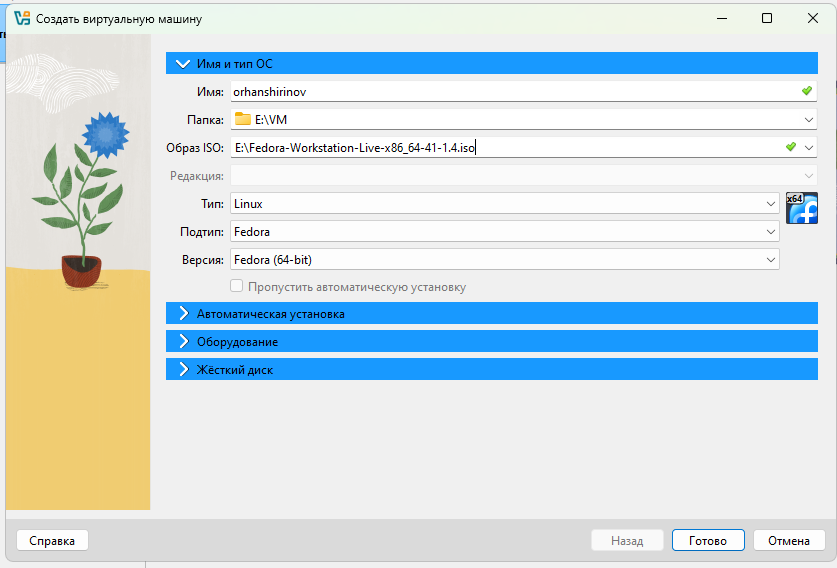 Создать виртуальную машину
Имя и тип ОС
Имя: orhanshirinov
Папка: E:\VM
Образ ISO: E:\Fedora-Workstation-Live-x86_64-41-1.4.iso
Редакция:
Тип: Linux
x64
Подтип: Fedora
Версия: Fedora (64-bit)
Пропустить автоматическую установку
Автоматическая установка
Оборудование
Жёсткий диск
Справка Назад Готово Отмена